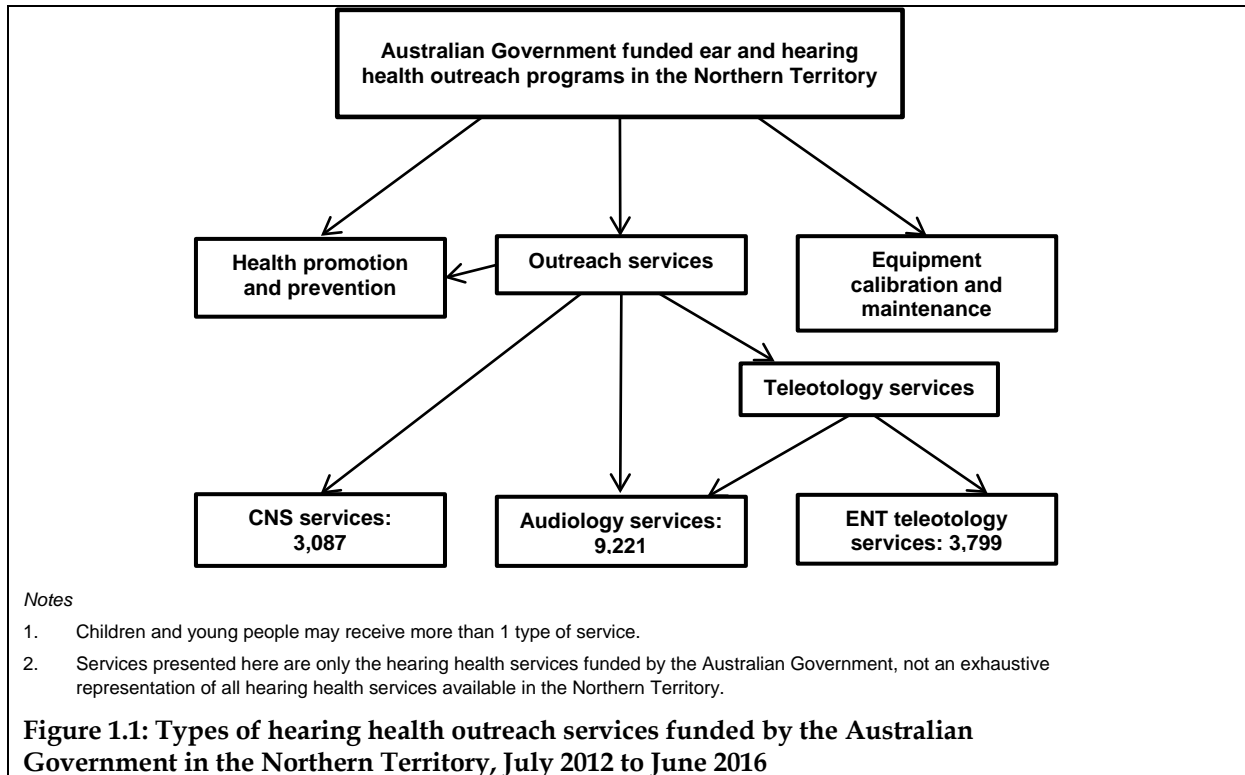 Australian Government funded ear and hearing
health outreach programs in the Northern Territory
Health promotion
and prevention
Outreach services
Equipment
calibration and
maintenance
Teleotology services
CNS services:
3,087
Audiology services:
9,221
ENT teleotology
services: 3,799
Notes
1. Children and young people may receive more than 1 type of service.
2. Services presented here are only the hearing health services funded by the Australian Government, not an exhaustive
representation of all hearing health services available in the Northern Territory.
Figure 1.1: Types of hearing health outreach services funded by the Australian
Government in the Northern Territory, July 2012 to June 2016